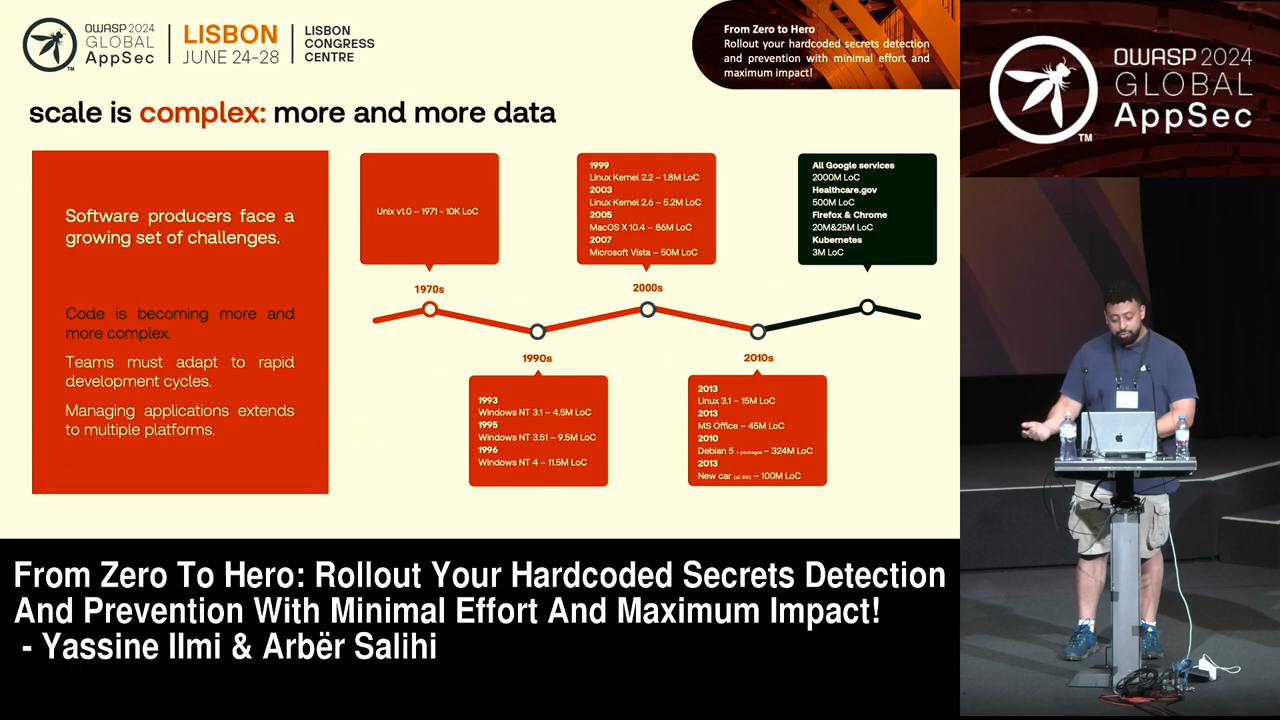 OWASP 2024
GLOBAL
AppSec
TM
LISBON
JUNE 24-28
LISBON
CONGRESS
CENTRE
From Zero to Hero
Rollout your hardcoded secrets detection
and prevention with minimal effort and
maximum impact!
OWASP 2024
GLOBAL
AppSec
TM
scale is complex: more and more data
Software producers face a
growing set of challenges.
Code is becoming more and
more complex.
Teams must adapt to rapid
development cycles.
Managing applications extends
to multiple platforms.
Unix v1.0 – 1971 - 10K LoC
1970s
1993
Windows NT 3.1 – 4.5M LoC
1995
Windows NT 3.51 – 9.5M LoC
1996
Windows NT 4 – 11.5M LoC
1990s
1999
Linux Kernel 2.2 – 1.8M LoC
2003
Linux Kernel 2.6 – 5.2M LoC
2005
MacOS X 10.4 – 86M LoC
2007
Microsoft Vista – 50M LoC
2000s
2010s
2013
Linux 3.1 – 15M LoC
2013
MS Office – 45M LoC
2010
Debian 5 + packages – 324M LoC
2013
New car (all SW) – 100M LoC
All Google services
2000M LoC
Healthcare.gov
500M LoC
Firefox & Chrome
20M&25M LoC
Kubernetes
3M LoC
From Zero To Hero: Rollout Your Hardcoded Secrets Detection
And Prevention With Minimal Effort And Maximum Impact!
- Yassine Ilmi & Arbër Salihi